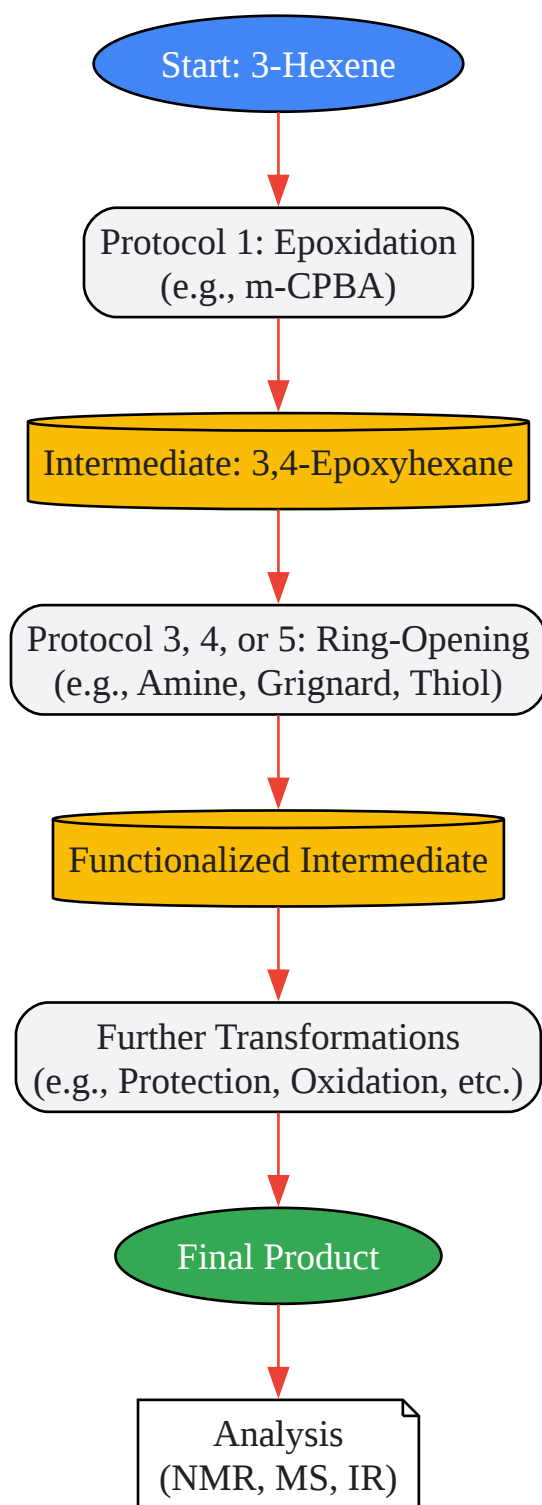 Start: 3-Hexene
Protocol 1: Epoxidation
(e.g., m-CPBA)
Intermediate: 3,4-Epoxyhexane
Protocol 3, 4, or 5: Ring-Opening
(e.g., Amine, Grignard, Thiol)
Functionalized Intermediate
Further Transformations
(e.g., Protection, Oxidation, etc.)
Final Product
Analysis
(NMR, MS, IR)